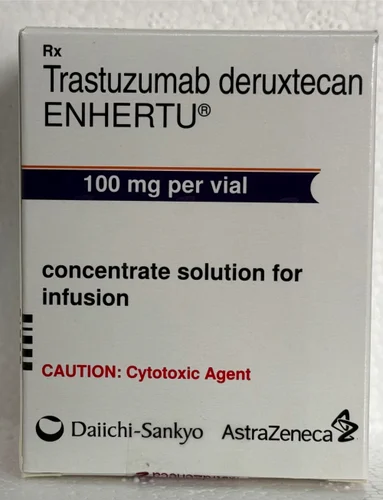 Rx
Trastuzumab deruxtecan
ENHERTU®
100 mg per vial
concentrate solution for
infusion
CAUTION: Cytotoxic Agent
Daiichi-Sankyo AstraZeneca